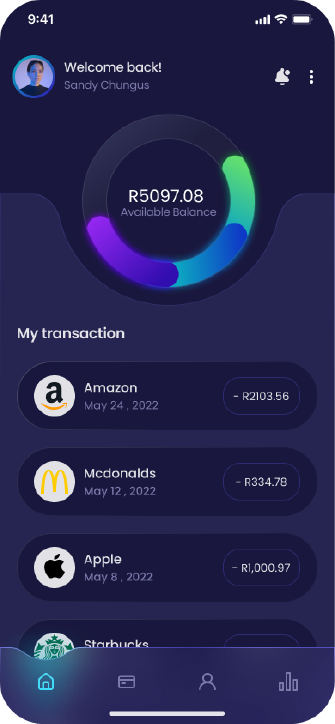 9:41
Welcome back!
Sandy Chungus
R5097.08
Available Balance
My transaction
Amazon
May 24 , 2022
- R2103.56
Mcdonalds
May 12 , 2022
- R334.78
Apple
May 8 , 2022
- R1,000.97
Starbucks